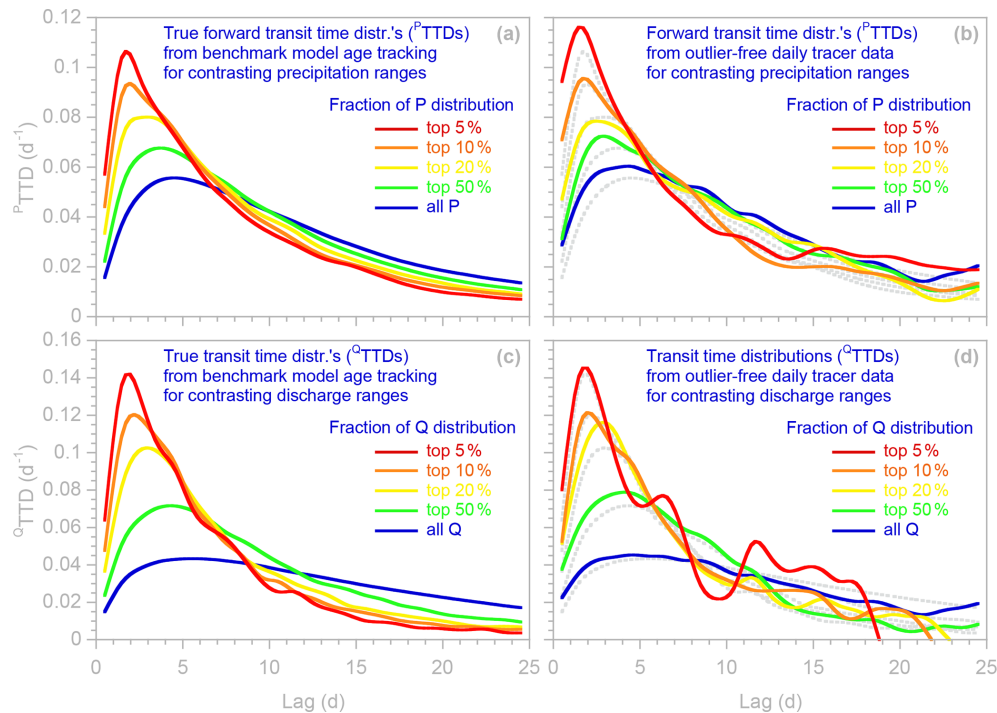 0.12
0.1
0.08
0.06
0.04
0.02
0
PTTD (d-1)
True forward transit time distr.'s (PTTDs)
from benchmark model age tracking
for contrasting precipitation ranges
(a)
Fraction of P distribution
top 5 %
top 10 %
top 20 %
top 50 %
all P
Forward transit time distr.'s (PTTDs)
from outlier-free daily tracer data
for contrasting precipitation ranges
(b)
Fraction of P distribution
top 5 %
top 10 %
top 20 %
top 50 %
all P
0.16
0.14
0.12
0.1
0.08
0.06
0.04
0.02
0
QTTD (d-1)
True transit time distr.'s (QTTDs)
from benchmark model age tracking
for contrasting discharge ranges
(c)
Fraction of Q distribution
top 5 %
top 10 %
top 20 %
top 50 %
all Q
0 5 10 15 20 25
Lag (d)
Transit time distributions (QTTDs)
from outlier-free daily tracer data
for contrasting discharge ranges
(d)
Fraction of Q distribution
top 5 %
top 10 %
top 20 %
top 50 %
all Q
0 5 10 15 20 25
Lag (d)